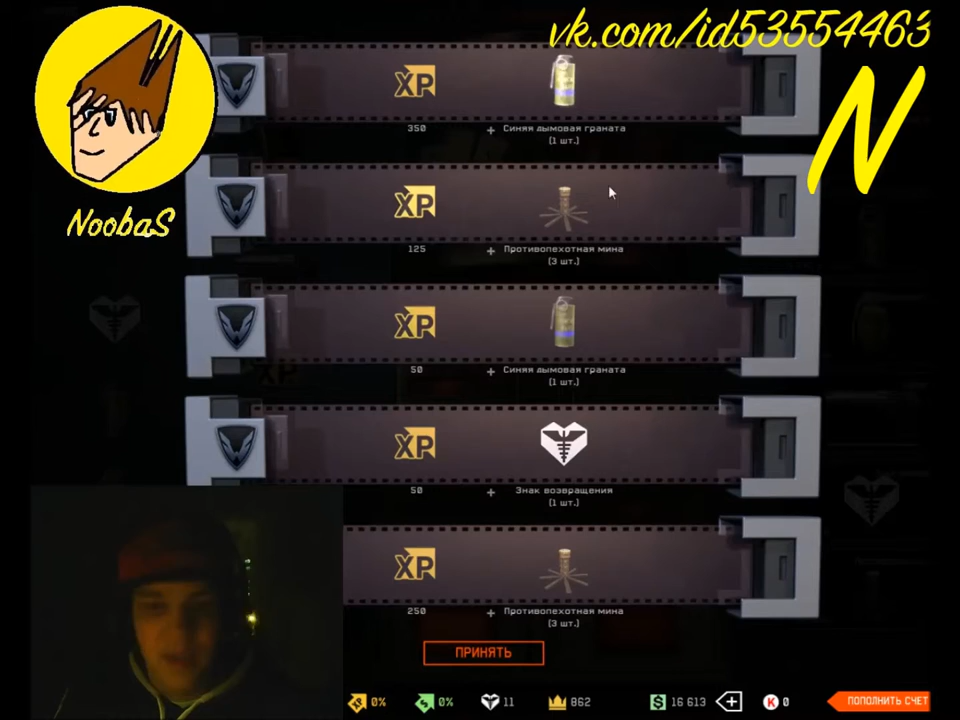 vk.com/id53554463
N
NoobaS
XP
350 + Синяя дымовая граната
(1 шт.)
XP
125 + Противопехотная мина
(3 шт.)
XP
50 + Синяя дымовая граната
(1 шт.)
XP
50 + Знак возвращения
(1 шт.)
XP
250 + Противопехотная мина
(3 шт.)
ПРИНЯТЬ
0% 0% 11 862 16 613 K 0 ПОПОЛНИТЬ СЧЕТ